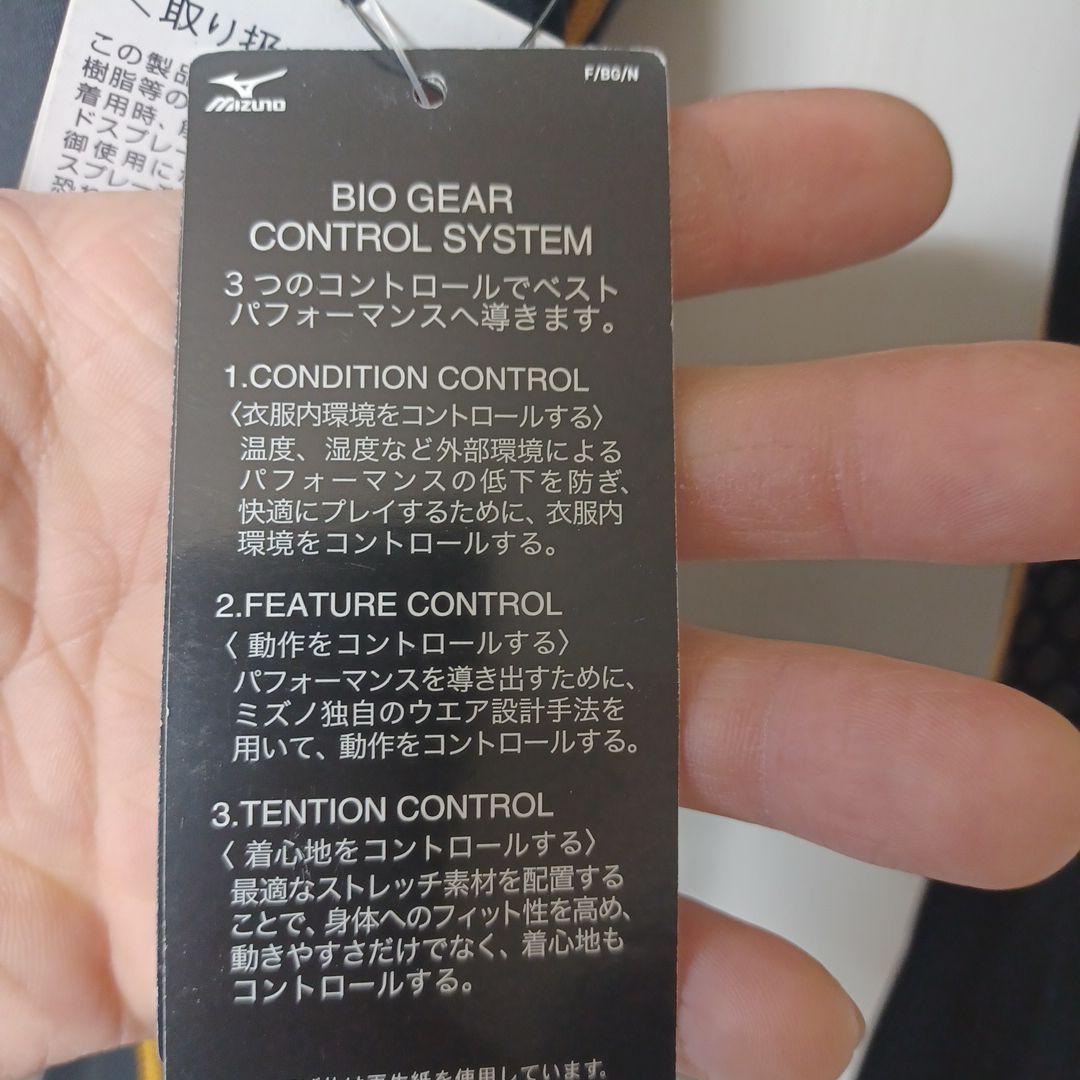 取り扱
この製品
樹脂等の
着用時、
ドスプレー
御使用に
スプレー
MIZUNO
F/BG/N
BIO GEAR
CONTROL SYSTEM
3つのコントロールでベスト
パフォーマンスへ導きます。
1.CONDITION CONTROL
〈衣服内環境をコントロールする〉
温度、湿度など外部環境による
パフォーマンスの低下を防ぎ、
快適にプレイするために、衣服内
環境をコントロールする。
2.FEATURE CONTROL
〈動作をコントロールする〉
パフォーマンスを導き出すために、
ミズノ独自のウエア設計手法を
用いて、動作をコントロールする。
3.TENTION CONTROL
〈着心地をコントロールする〉
最適なストレッチ素材を配置する
ことで、身体へのフィット性を高め、
動きやすさだけでなく、着心地も
コントロールする。
再生紙を使用しています。